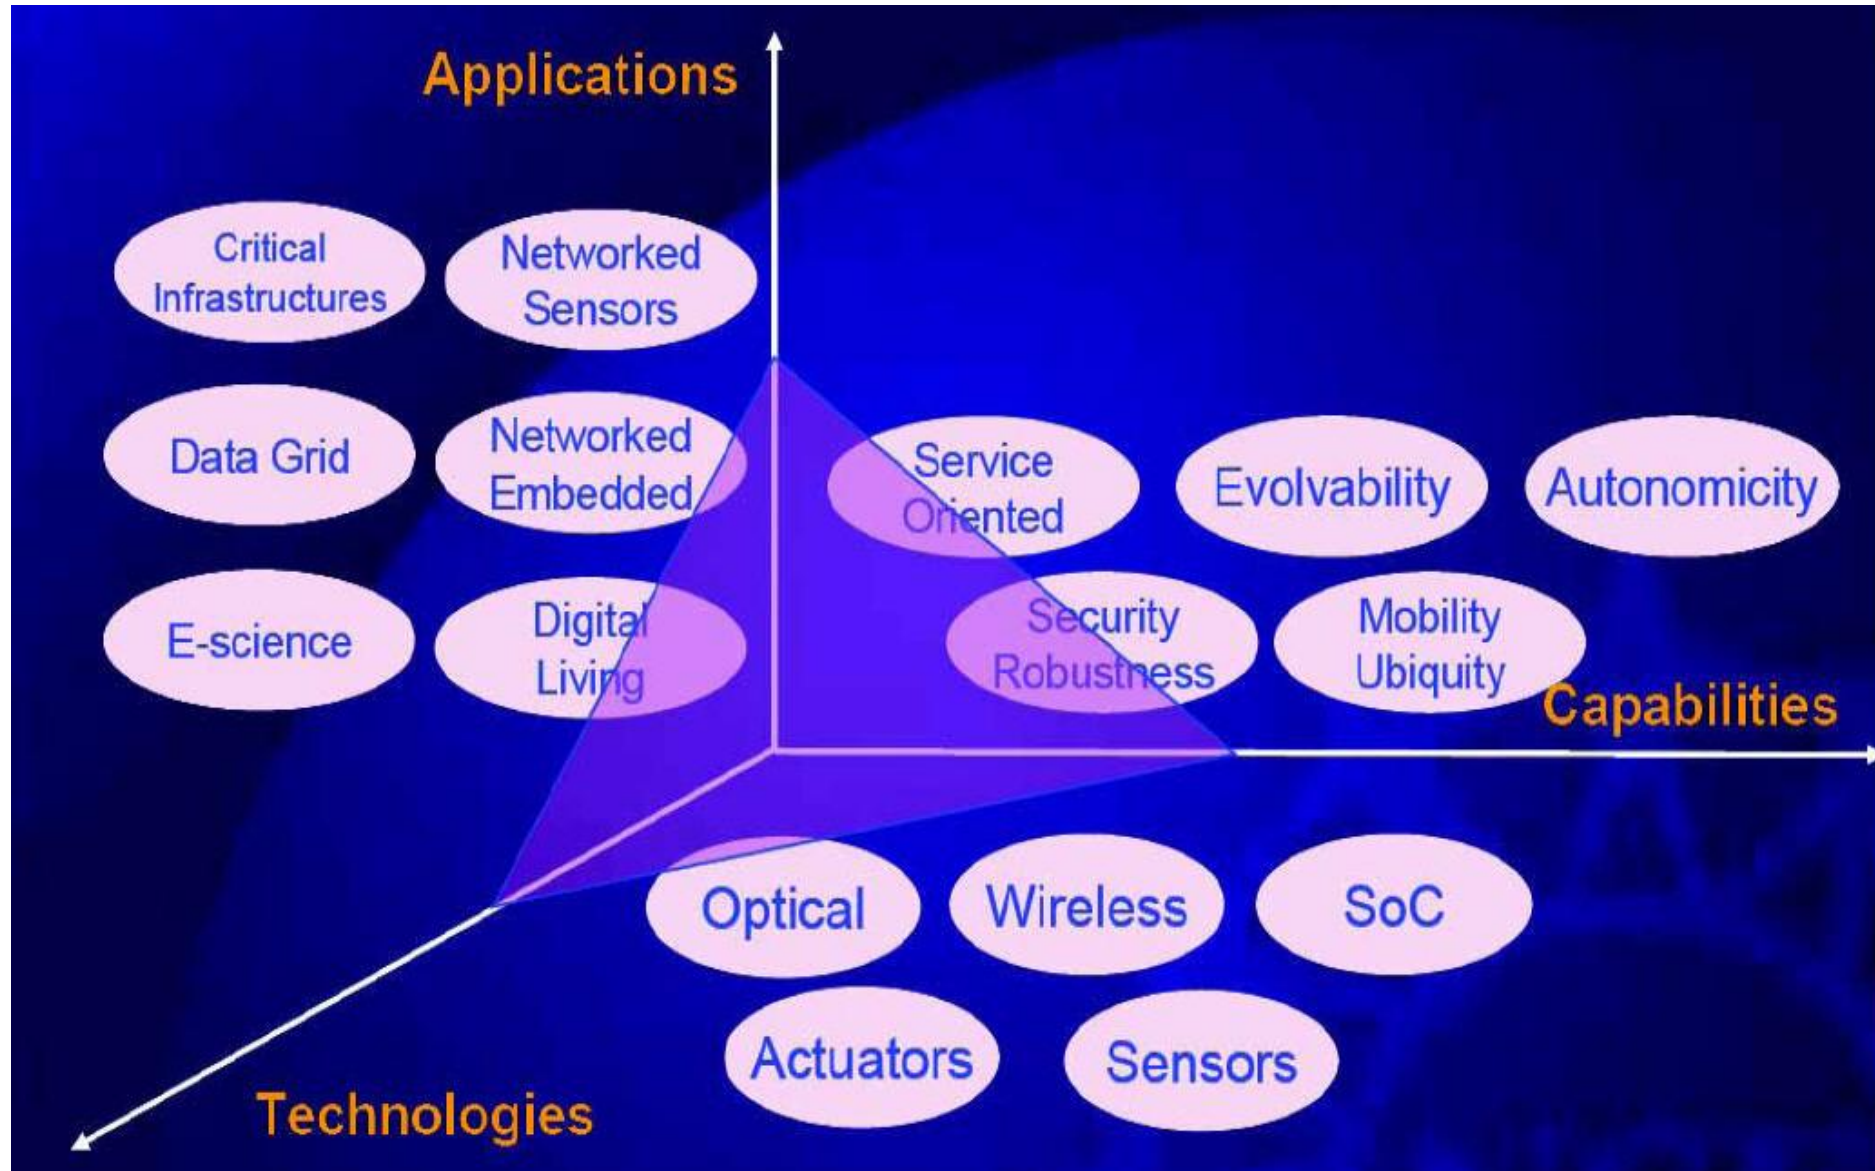 Applications
Critical
Infrastructures
Networked
Sensors
Data Grid
Networked
Embedded
E-science
Digital
Living
Service
Oriented
Evolvability
Autonomicity
Security
Robustness
Mobility
Ubiquity
Capabilities
Optical
Wireless
SoC
Actuators
Sensors
Technologies